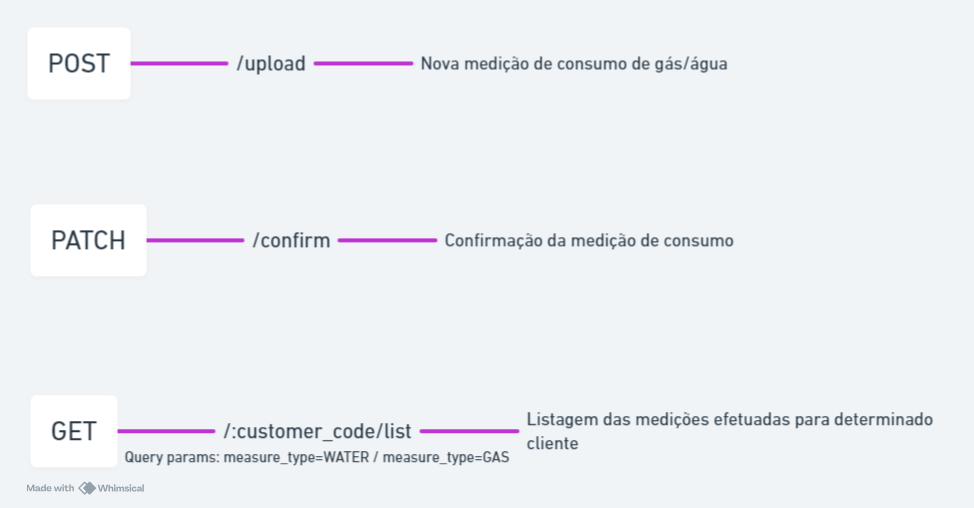 POST /upload Nova medição de consumo de gás/água
PATCH /confirm Confirmação da medição de consumo
GET /:customer_code/list Listagem das medições efetuadas para determinado
cliente
Query params: measure_type=WATER / measure_type=GAS
Made with Whimsical